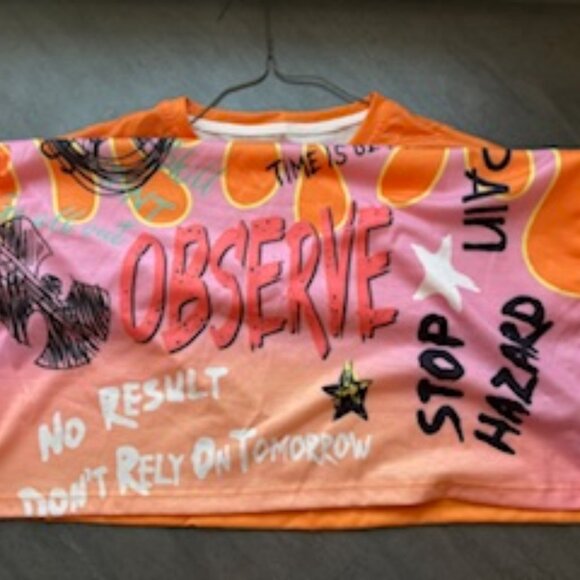 TIME IS
OBSERVE
STOP
HAZARD
NO RESULT
DON'T RELY ON TOMORROW